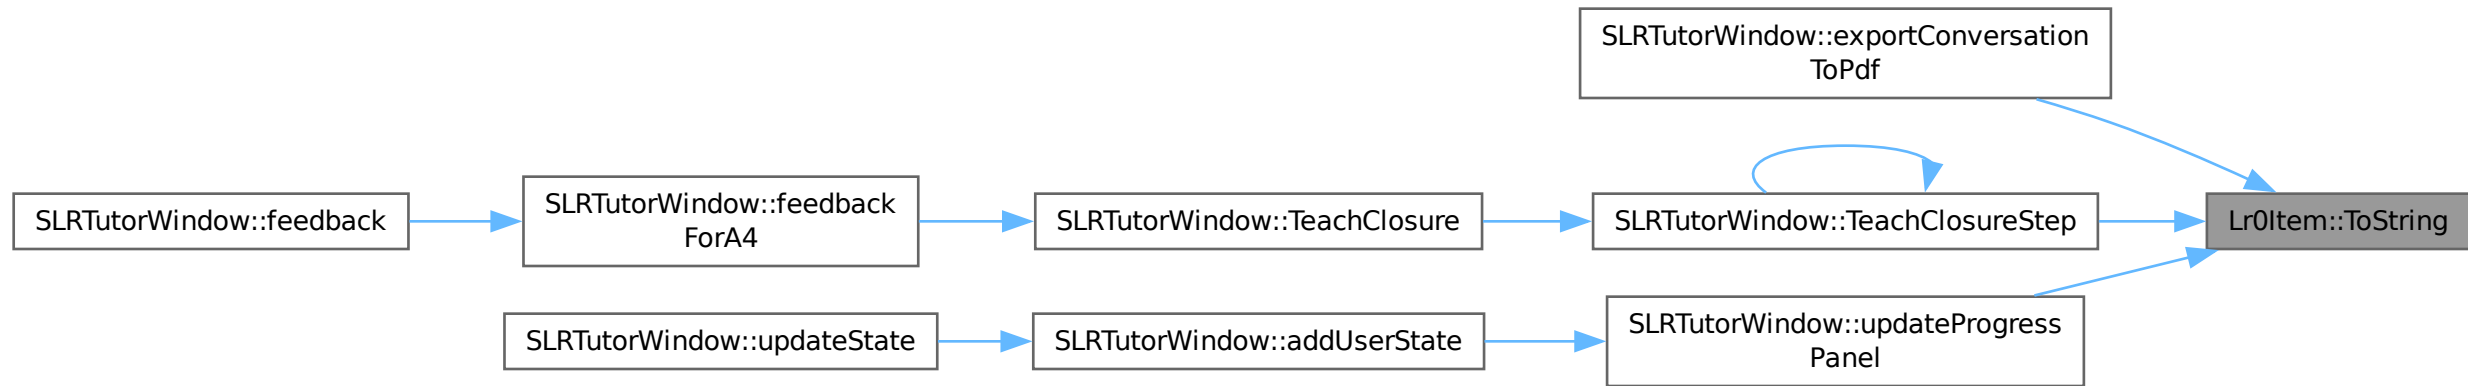 SLRTutorWindow::exportConversation
ToPdf
SLRTutorWindow::feedback
SLRTutorWindow::feedback
ForA4
SLRTutorWindow::TeachClosure
SLRTutorWindow::TeachClosureStep
Lr0Item::ToString
SLRTutorWindow::updateState
SLRTutorWindow::addUserState
SLRTutorWindow::updateProgress
Panel